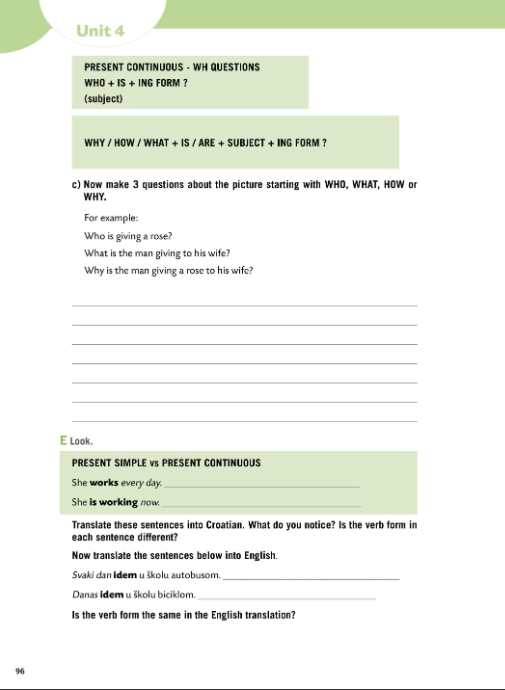 Unit 4
PRESENT CONTINUOUS - WH QUESTIONS
WHO + IS + ING FORM ?
(subject)
WHY / HOW / WHAT + IS / ARE + SUBJECT + ING FORM ?
c) Now make 3 questions about the picture starting with WHO, WHAT, HOW or
WHY.
For example:
Who is giving a rose?
What is the man giving to his wife?
Why is the man giving a rose to his wife?
E Look.
PRESENT SIMPLE vs PRESENT CONTINUOUS
She works every day.
She is working now.
Translate these sentences into Croatian. What do you notice? Is the verb form in
each sentence different?
Now translate the sentences below into English.
Svaki dan idem u školu autobusom.
Danas idem u školu biciklom.
Is the verb form the same in the English translation?
96